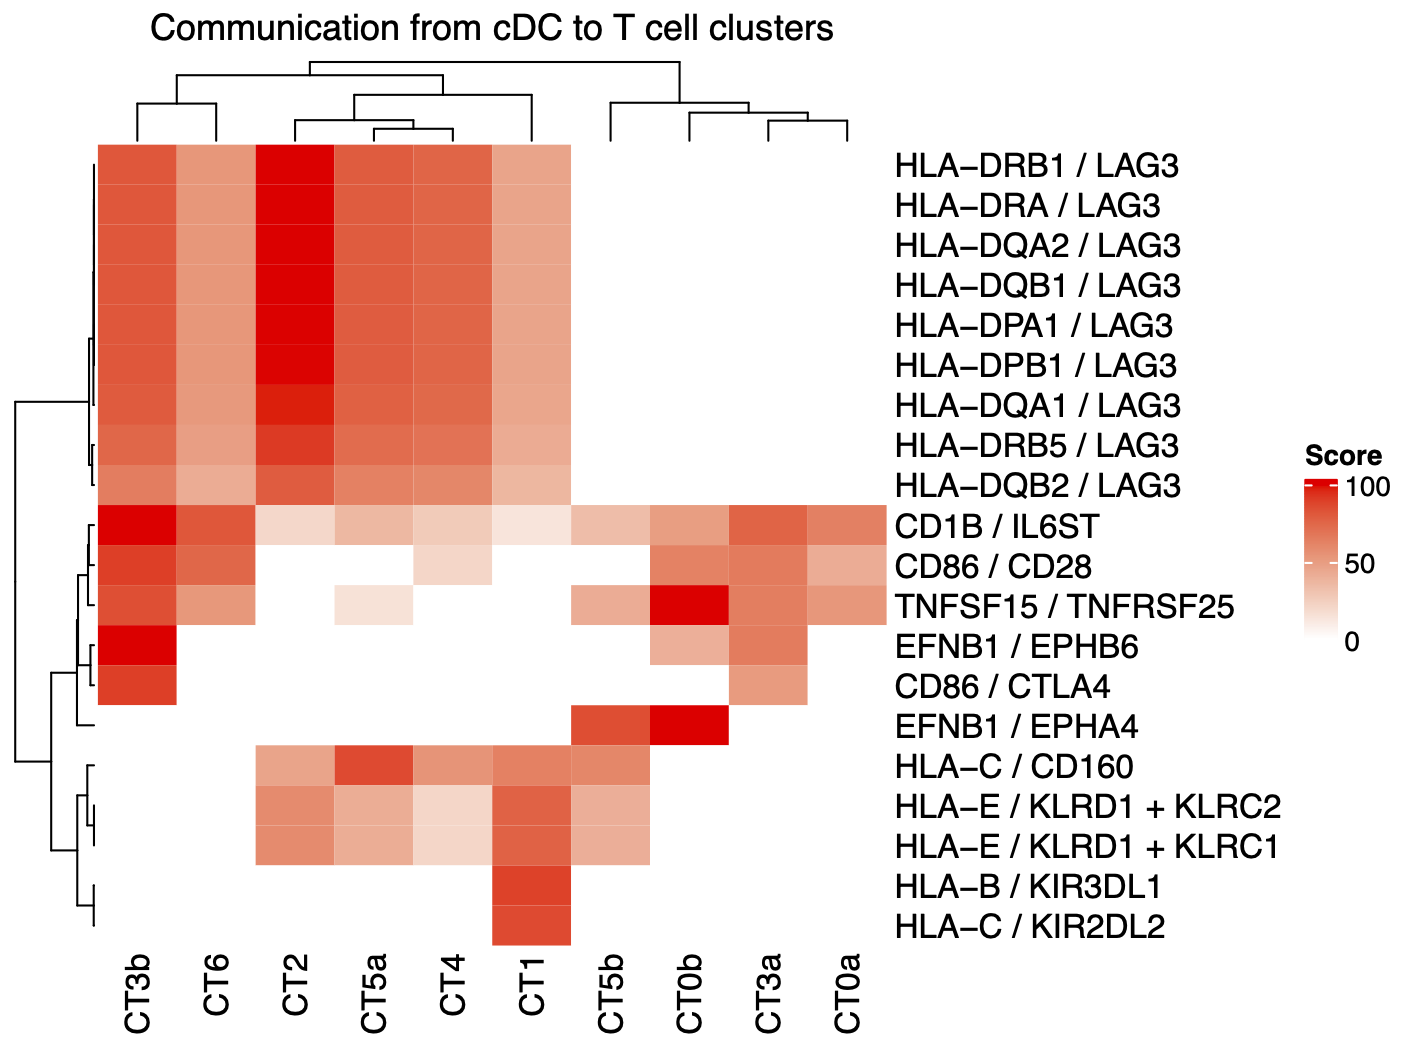 Communication from cDC to T cell clusters
HLA−DRB1 / LAG3
HLA−DRA / LAG3
HLA−DQA2 / LAG3
HLA−DQB1 / LAG3
HLA−DPA1 / LAG3
HLA−DPB1 / LAG3
HLA−DQA1 / LAG3
HLA−DRB5 / LAG3
HLA−DQB2 / LAG3
CD1B / IL6ST
CD86 / CD28
TNFSF15 / TNFRSF25
EFNB1 / EPHB6
CD86 / CTLA4
EFNB1 / EPHA4
HLA−C / CD160
HLA−E / KLRD1 + KLRC2
HLA−E / KLRD1 + KLRC1
HLA−B / KIR3DL1
HLA−C / KIR2DL2
Score
100
50
0
CT3b
CT6
CT2
CT5a
CT4
CT1
CT5b
CT0b
CT3a
CT0a